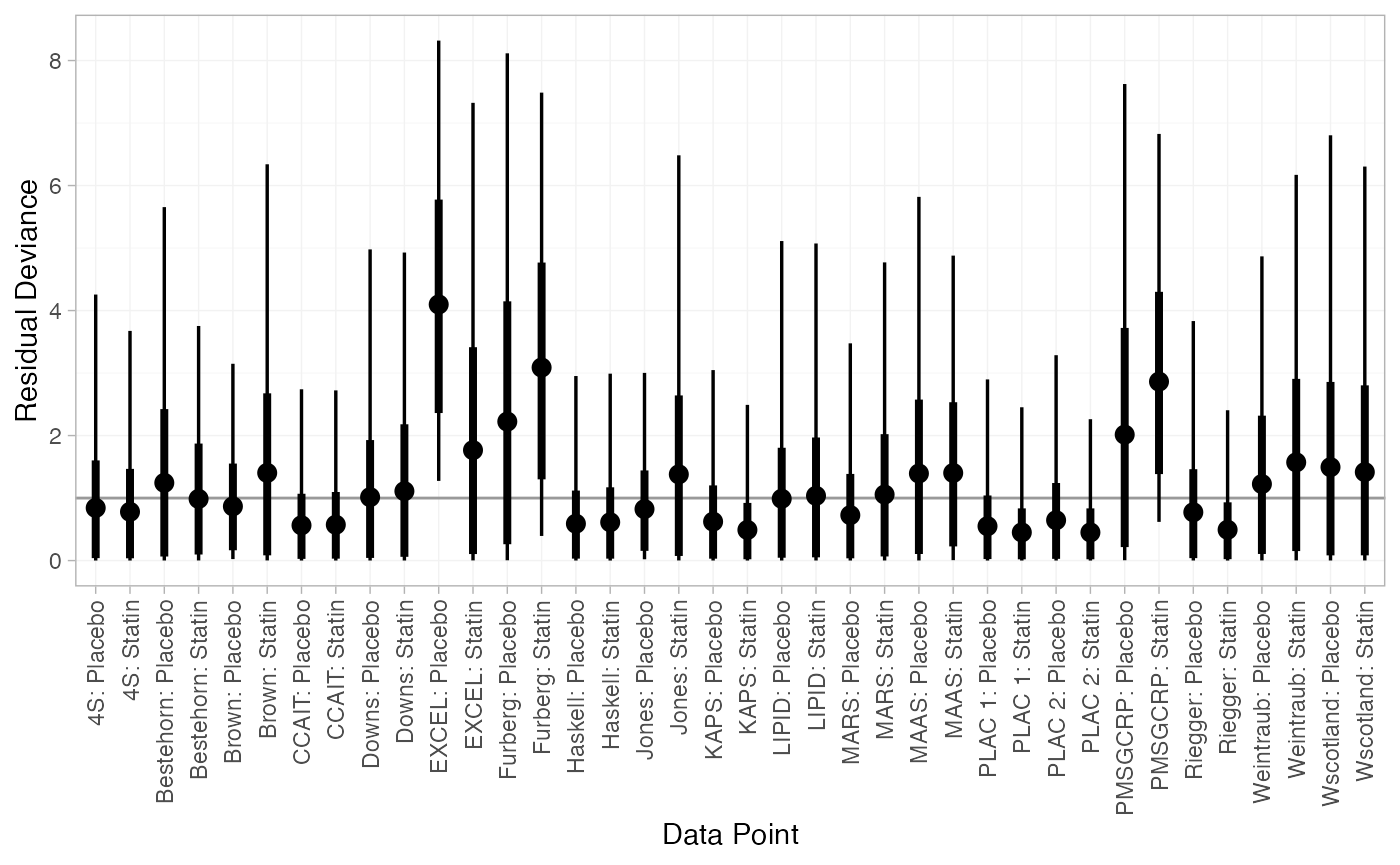 Residual Deviance
8
6
4
2
0
4S: Placebo
4S: Statin
Bestehorn: Placebo
Bestehorn: Statin
Brown: Placebo
Brown: Statin
CCAIT: Placebo
CCAIT: Statin
Downs: Placebo
Downs: Statin
EXCEL: Placebo
EXCEL: Statin
Furberg: Placebo
Furberg: Statin
Haskell: Placebo
Haskell: Statin
Jones: Placebo
Jones: Statin
KAPS: Placebo
KAPS: Statin
LIPID: Placebo
LIPID: Statin
MARS: Placebo
MARS: Statin
MAAS: Placebo
MAAS: Statin
PLAC 1: Placebo
PLAC 1: Statin
PLAC 2: Placebo
PLAC 2: Statin
PMSGCRP: Placebo
PMSGCRP: Statin
Riegger: Placebo
Riegger: Statin
Weintraub: Placebo
Weintraub: Statin
Wscotland: Placebo
Wscotland: Statin
Data Point